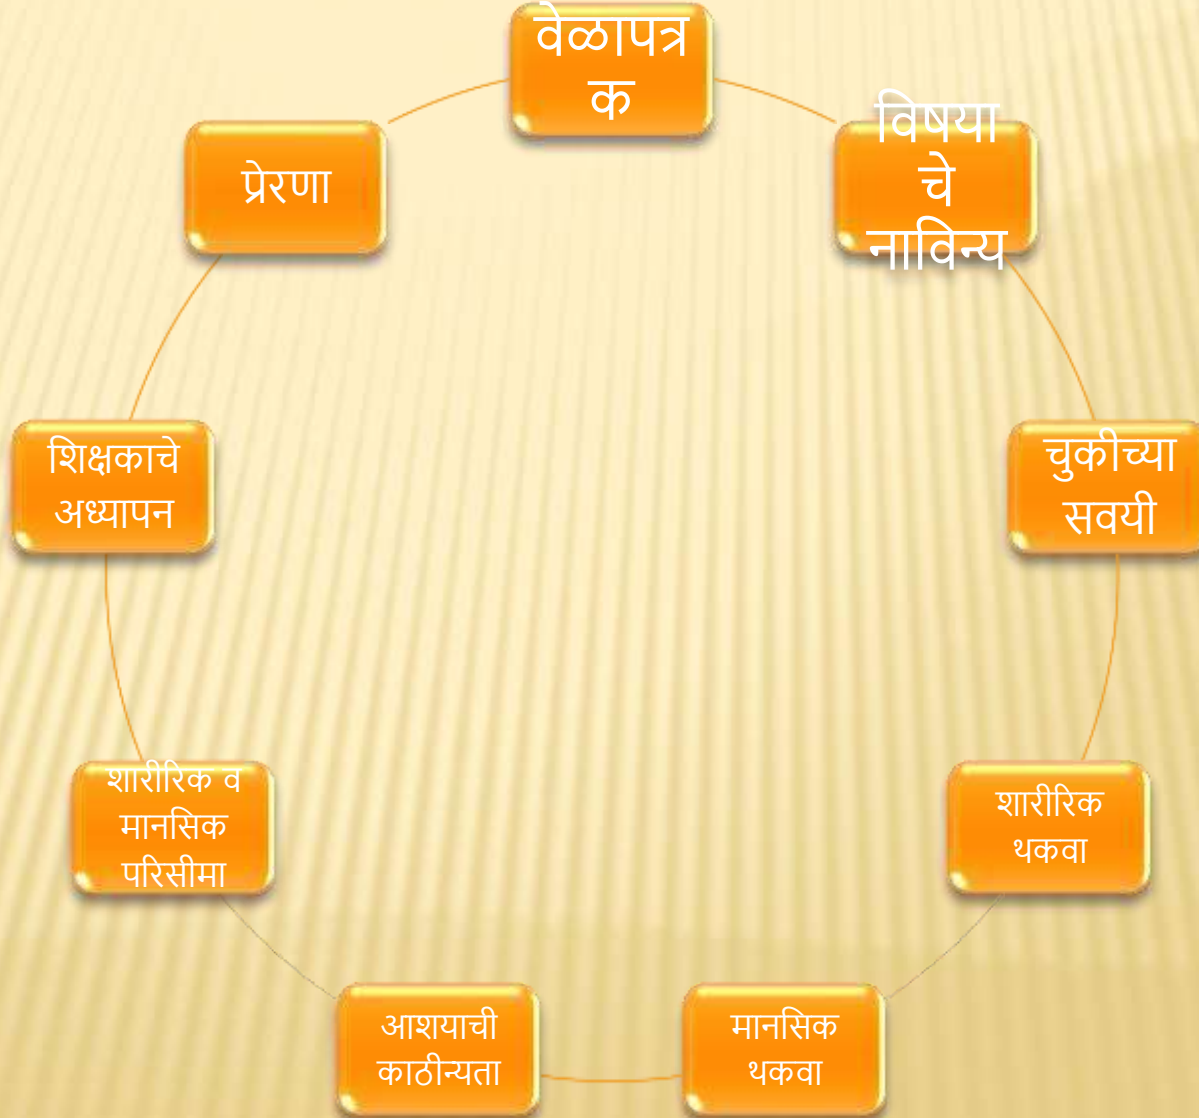 वेळापत्र
क
विषया
चे
नाविन्य
चुकीच्या
सवयी
शारीरिक
थकवा
मानसिक
थकवा
आशयाची
काठीन्यता
शारीरिक व
मानसिक
परिसीमा
शिक्षकाचे
अध्यापन
प्रेरणा